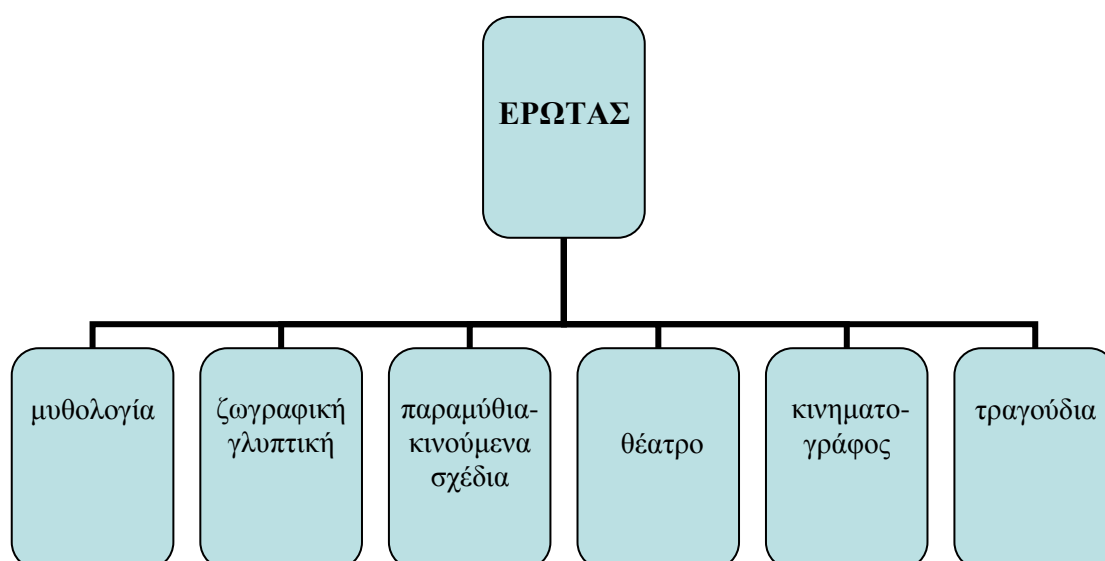 ΕΡΩΤΑΣ
μυθολογία
ζωγραφική
γλυπτική
παραμύθια-
κινούμενα
σχέδια
θέατρο
κινηματο-
γράφος
τραγούδια